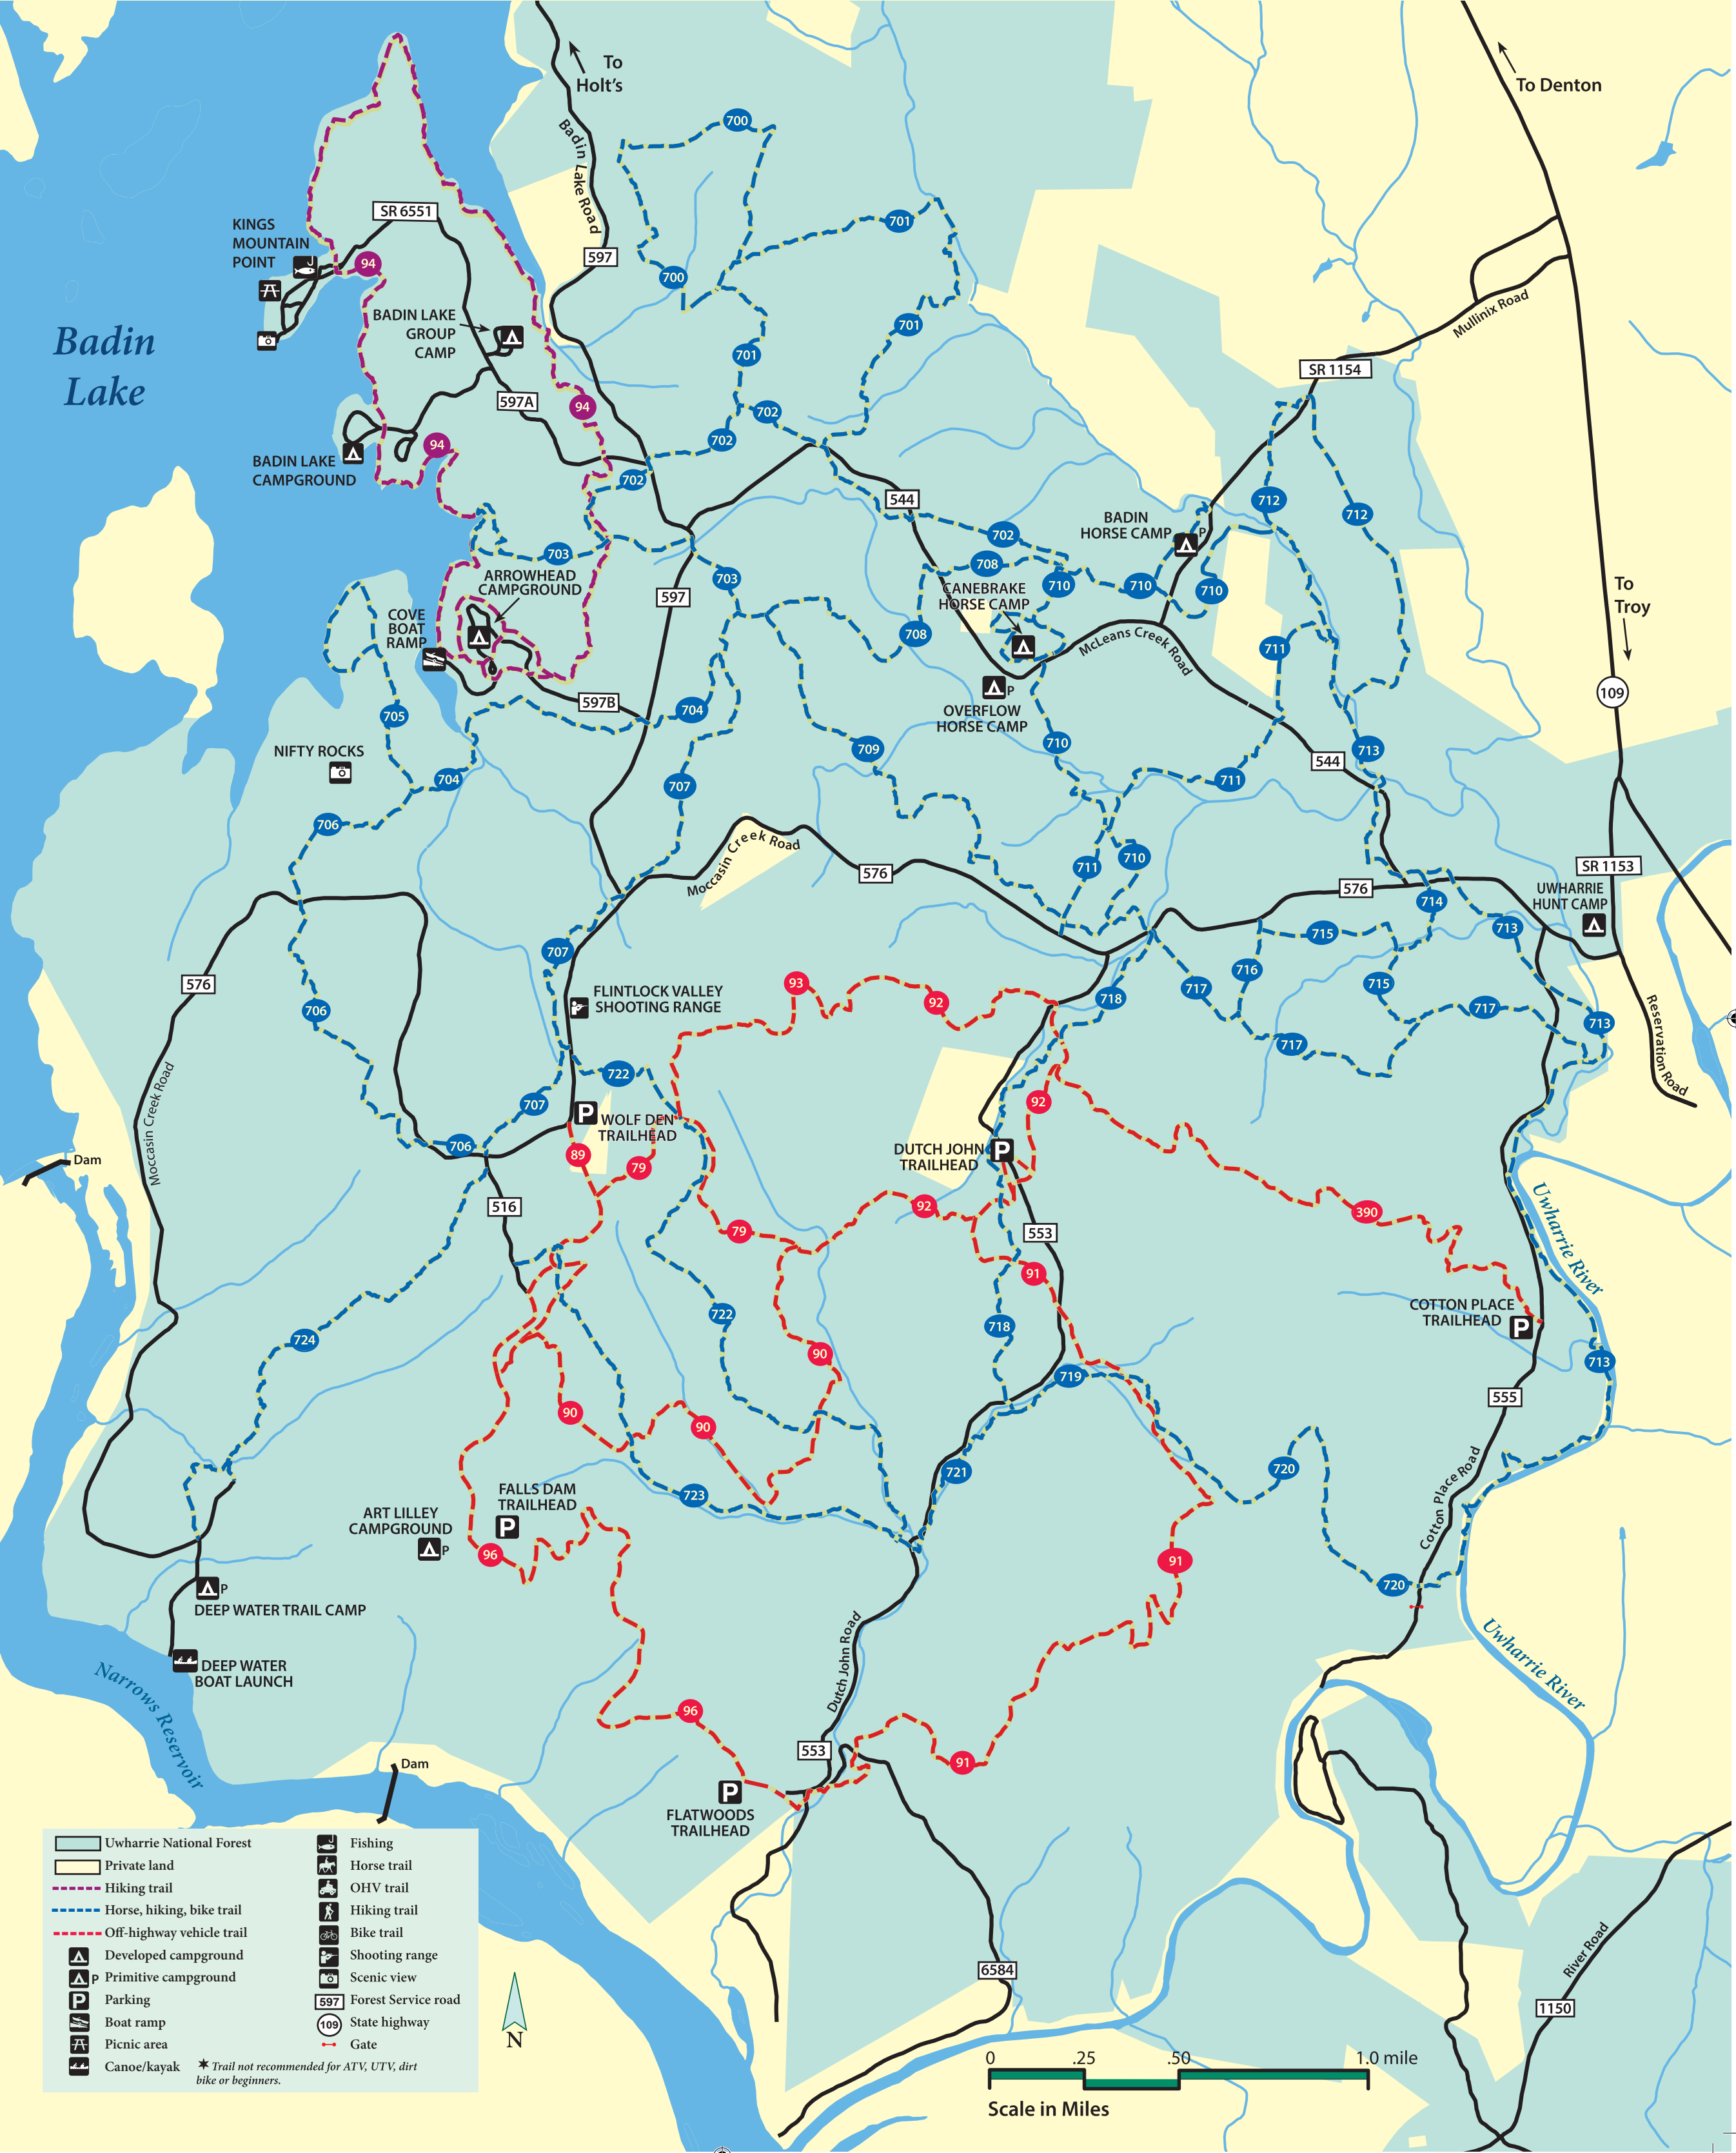 To
Holt's
To Denton
Badin Lake Road
700
701
SR 6551
KINGS
MOUNTAIN
POINT
94
597
700
Mullinix Road
BADIN LAKE
GROUP
CAMP
701
701
Badin
Lake
SR 1154
597A
94
702
702
94
BADIN LAKE
CAMPGROUND
702
544
712
712
BADIN
HORSE CAMP
P
702
703
708
ARROWHEAD
CAMPGROUND
703
710
710
710
CANEBRAKE
HORSE CAMP
To
Troy
597
COVE
BOAT
RAMP
708
McLeans Creek Road
711
P
OVERFLOW
HORSE CAMP
109
597B
704
705
710
709
713
NIFTY ROCKS
544
704
707
711
706
Moccasin Creek Road
576
711
710
SR 1153
576
UWHARRIE
HUNT CAMP
714
715
713
707
716
576
FLINTLOCK VALLEY
SHOOTING RANGE
93
92
718
717
715
717
706
713
Reservation Road
717
722
Moccasin Creek Road
707
92
P
WOLF DEN
TRAILHEAD
706
89
79
DUTCH JOHN
TRAILHEAD
P
Dam
516
92
390
Uwharrie River
79
553
91
722
718
COTTON PLACE
TRAILHEAD
P
724
90
713
719
555
90
90
721
720
Cotton Place Road
723
FALLS DAM
TRAILHEAD
P
ART LILLEY
CAMPGROUND
P
96
91
720
P
DEEP WATER TRAIL CAMP
Dutch John Road
Uwharrie River
DEEP WATER
BOAT LAUNCH
Narrows Reservoir
96
553
91
Dam
P
FLATWOODS
TRAILHEAD
6584
River Road
1150
Uwharrie National Forest
Private land
Hiking trail
Horse, hiking, bike trail
Off-highway vehicle trail
Developed campground
P Primitive campground
P Parking
Boat ramp
Picnic area
Canoe/kayak
Fishing
Horse trail
OHV trail
Hiking trail
Bike trail
Shooting range
Scenic view
597 Forest Service road
109 State highway
Gate
★ Trail not recommended for ATV, UTV, dirt
bike or beginners.
N
0 .25 .50 1.0 mile
Scale in Miles